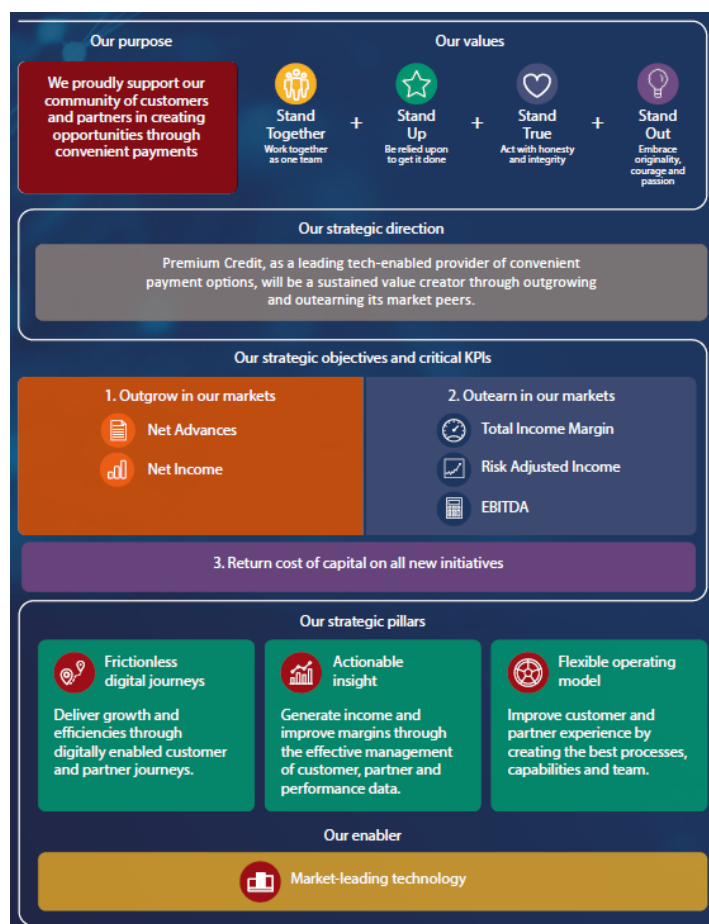 Our purpose
Our values
We proudly support our
community of customers
and partners in creating
opportunities through
convenient payments
Stand
Together
Work together
as one team
+
Stand
Up
Be relied upon
to get it done
+
Stand
True
Act with honesty
and integrity
+
Stand
Out
Embrace
originality,
courage and
passion
Our strategic direction
Premium Credit, as a leading tech-enabled provider of convenient
payment options, will be a sustained value creator through outgrowing
and outearning its market peers.
Our strategic objectives and critical KPIs
1. Outgrow in our markets
Net Advances
Net Income
2. Outearn in our markets
Total Income Margin
Risk Adjusted Income
EBITDA
3. Return cost of capital on all new initiatives
Our strategic pillars
Frictionless
digital journeys
Deliver growth and
efficiencies through
digitally enabled customer
and partner journeys.
Actionable
insight
Generate income and
improve margins through
the effective management
of customer, partner and
performance data.
Flexible operating
model
Improve customer and
partner experience by
creating the best processes,
capabilities and team.
Our enabler
Market-leading technology